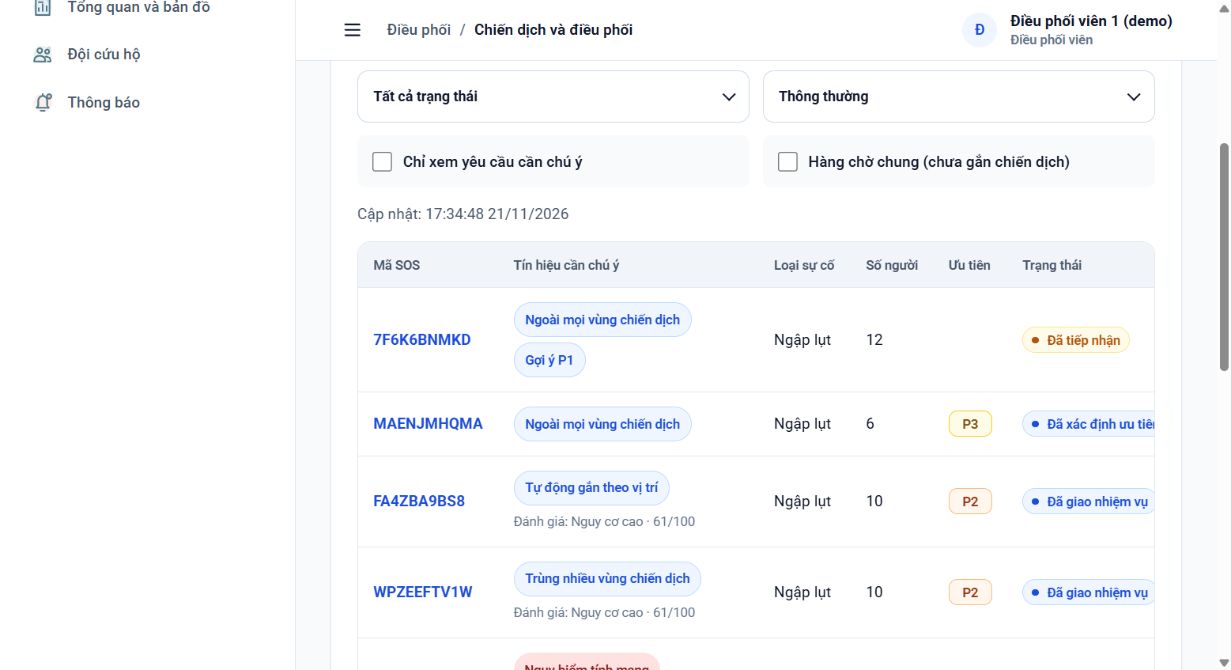 Tổng quan và bản đồ
Đội cứu hộ
Thông báo
Điều phối / Chiến dịch và điều phối
Đ
Điều phối viên 1 (demo)
Điều phối viên
Tất cả trạng thái
Thông thường
Chỉ xem yêu cầu cần chú ý
Hàng chờ chung (chưa gắn chiến dịch)
Cập nhật: 17:34:48 21/11/2026
Mã SOS Tín hiệu cần chú ý Loại sự cố Số người Ưu tiên Trạng thái
7F6K6BNMKD Ngoài mọi vùng chiến dịch Ngập lụt 12 Đã tiếp nhận
Gợi ý P1
MAENJMHQMA Ngoài mọi vùng chiến dịch Ngập lụt 6 P3 Đã xác định ưu tiên
FA4ZBA9BS8 Tự động gắn theo vị trí Ngập lụt 10 P2 Đã giao nhiệm vụ
Đánh giá: Nguy cơ cao · 61/100
WPZEEFTV1W Trùng nhiều vùng chiến dịch Ngập lụt 10 P2 Đã giao nhiệm vụ
Đánh giá: Nguy cơ cao · 61/100
Nguy hiểm tính mạng